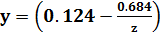 y = (0.124 − 0.684/z)